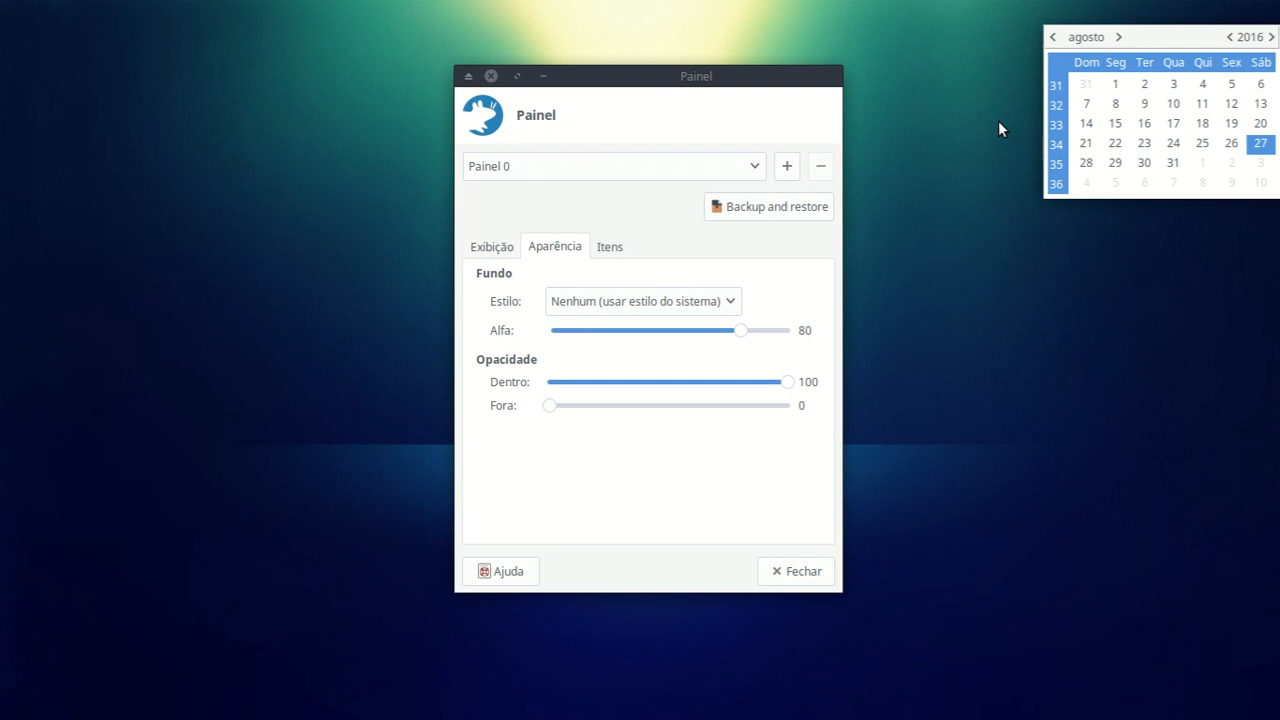 Painel
Painel
Painel 0
+ −
Backup and restore
Exibição Aparência Itens
Fundo
Estilo: Nenhum (usar estilo do sistema)
Alfa: 80
Opacidade
Dentro: 100
Fora: 0
Ajuda Fechar
agosto 2016
Dom Seg Ter Qua Qui Sex Sáb
31 31 1 2 3 4 5 6
32 7 8 9 10 11 12 13
33 14 15 16 17 18 19 20
34 21 22 23 24 25 26 27
35 28 29 30 31 1 2 3
36 4 5 6 7 8 9 10